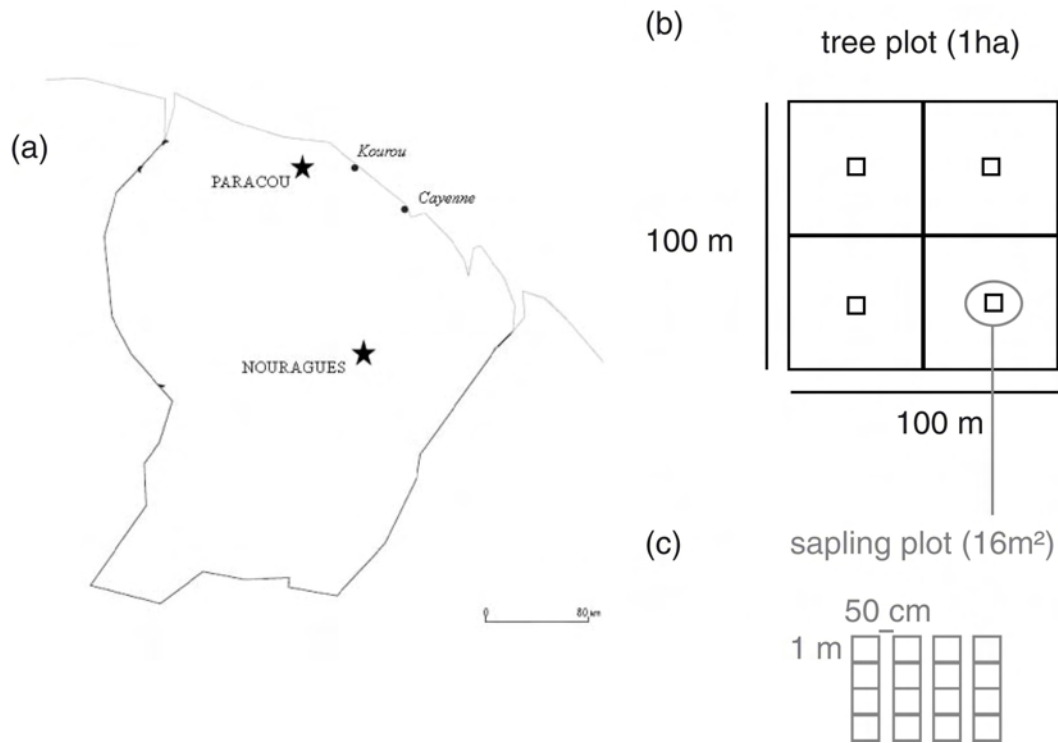 (a)
Kourou
PARACOU
Cayenne
NOURAGUES
0 80 km
(b)
tree plot (1ha)
100 m
100 m
(c)
sapling plot (16m²)
50 cm
1 m